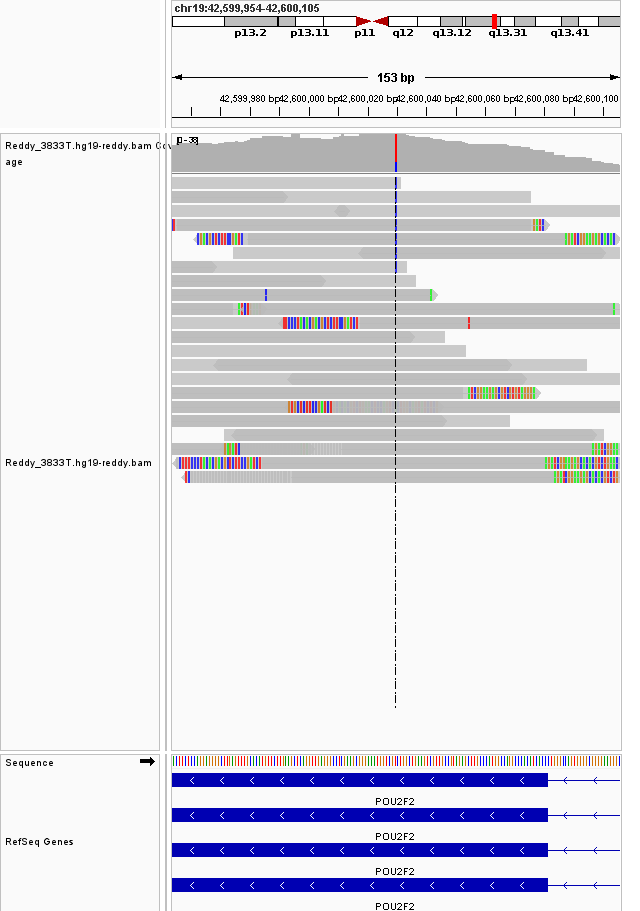 chr19:42,599,954-42,600,105
p13.2 p13.11 p11 q12 q13.12 q13.31 q13.41
153 bp
42,599,980 bp 42,600,000 bp 42,600,020 bp 42,600,040 bp 42,600,060 bp 42,600,080 bp 42,600,100
Reddy_3833T.hg19-reddy.bam Cov
age
Reddy_3833T.hg19-reddy.bam
Sequence
POU2F2
POU2F2
RefSeq Genes
POU2F2
POU2F2